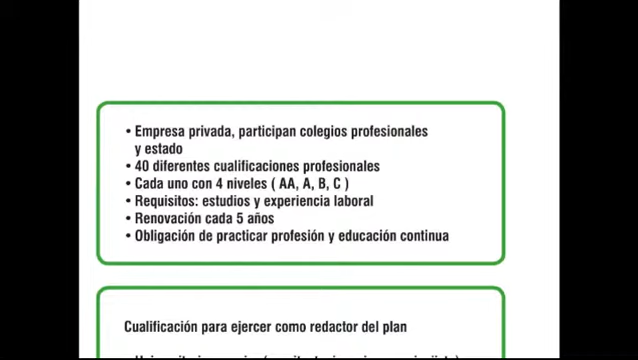 • Empresa privada, participan colegios profesionales
y estado
• 40 diferentes cualificaciones profesionales
• Cada uno con 4 niveles ( AA, A, B, C )
• Requisitos: estudios y experiencia laboral
• Renovación cada 5 años
• Obligación de practicar profesión y educación continua
Cualificación para ejercer como redactor del plan